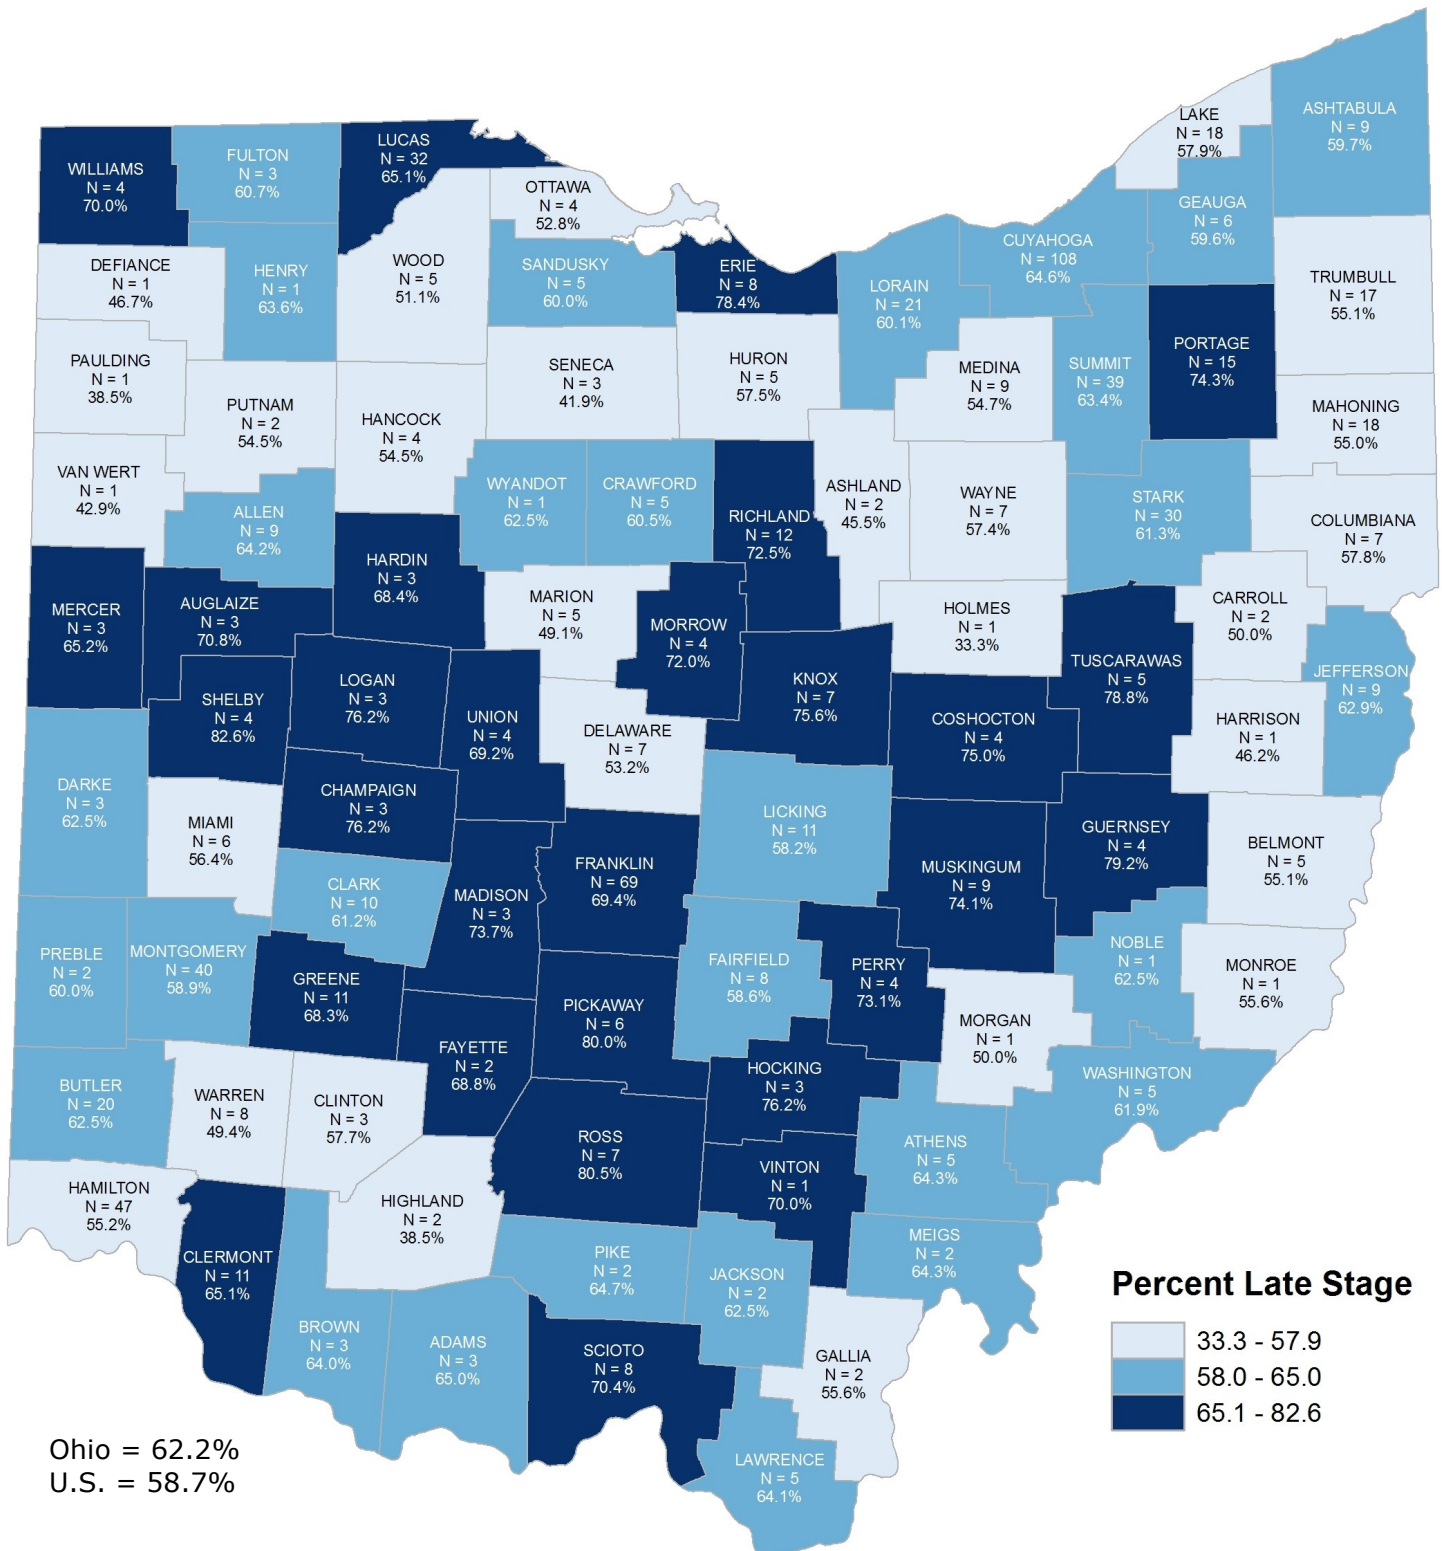 LAKE
N = 18
57.9%
ASHTABULA
N = 9
59.7%
WILLIAMS
N = 4
70.0%
FULTON
N = 3
60.7%
LUCAS
N = 32
65.1%
OTTAWA
N = 4
52.8%
GEAUGA
N = 6
59.6%
DEFIANCE
N = 1
46.7%
HENRY
N = 1
63.6%
WOOD
N = 5
51.1%
SANDUSKY
N = 5
60.0%
ERIE
N = 8
78.4%
LORAIN
N = 21
60.1%
CUYAHOGA
N = 108
64.6%
TRUMBULL
N = 17
55.1%
PAULDING
N = 1
38.5%
PUTNAM
N = 2
54.5%
HANCOCK
N = 4
54.5%
SENECA
N = 3
41.9%
HURON
N = 5
57.5%
MEDINA
N = 9
54.7%
SUMMIT
N = 39
63.4%
PORTAGE
N = 15
74.3%
MAHONING
N = 18
55.0%
VAN WERT
N = 1
42.9%
ALLEN
N = 9
64.2%
WYANDOT
N = 1
62.5%
CRAWFORD
N = 5
60.5%
RICHLAND
N = 12
72.5%
ASHLAND
N = 2
45.5%
WAYNE
N = 7
57.4%
STARK
N = 30
61.3%
COLUMBIANA
N = 7
57.8%
MERCER
N = 3
65.2%
AUGLAIZE
N = 3
70.8%
HARDIN
N = 3
68.4%
MARION
N = 5
49.1%
MORROW
N = 4
72.0%
HOLMES
N = 1
33.3%
CARROLL
N = 2
50.0%
TUSCARAWAS
N = 5
78.8%
JEFFERSON
N = 9
62.9%
SHELBY
N = 4
82.6%
LOGAN
N = 3
76.2%
UNION
N = 4
69.2%
DELAWARE
N = 7
53.2%
KNOX
N = 7
75.6%
COSHOCTON
N = 4
75.0%
HARRISON
N = 1
46.2%
DARKE
N = 3
62.5%
MIAMI
N = 6
56.4%
CHAMPAIGN
N = 3
76.2%
LICKING
N = 11
58.2%
GUERNSEY
N = 4
79.2%
BELMONT
N = 5
55.1%
CLARK
N = 10
61.2%
MADISON
N = 3
73.7%
FRANKLIN
N = 69
69.4%
MUSKINGUM
N = 9
74.1%
PREBLE
N = 2
60.0%
MONTGOMERY
N = 40
58.9%
GREENE
N = 11
68.3%
FAIRFIELD
N = 8
58.6%
PERRY
N = 4
73.1%
NOBLE
N = 1
62.5%
MONROE
N = 1
55.6%
PICKAWAY
N = 6
80.0%
FAYETTE
N = 2
68.8%
MORGAN
N = 1
50.0%
BUTLER
N = 20
62.5%
WARREN
N = 8
49.4%
CLINTON
N = 3
57.7%
HOCKING
N = 3
76.2%
WASHINGTON
N = 5
61.9%
ROSS
N = 7
80.5%
VINTON
N = 1
70.0%
ATHENS
N = 5
64.3%
HAMILTON
N = 47
55.2%
HIGHLAND
N = 2
38.5%
CLERMONT
N = 11
65.1%
PIKE
N = 2
64.7%
JACKSON
N = 2
62.5%
MEIGS
N = 2
64.3%
BROWN
N = 3
64.0%
ADAMS
N = 3
65.0%
SCIOTO
N = 8
70.4%
GALLIA
N = 2
55.6%
LAWRENCE
N = 5
64.1%
Percent Late Stage
33.3 - 57.9
58.0 - 65.0
65.1 - 82.6
Ohio = 62.2%
U.S. = 58.7%